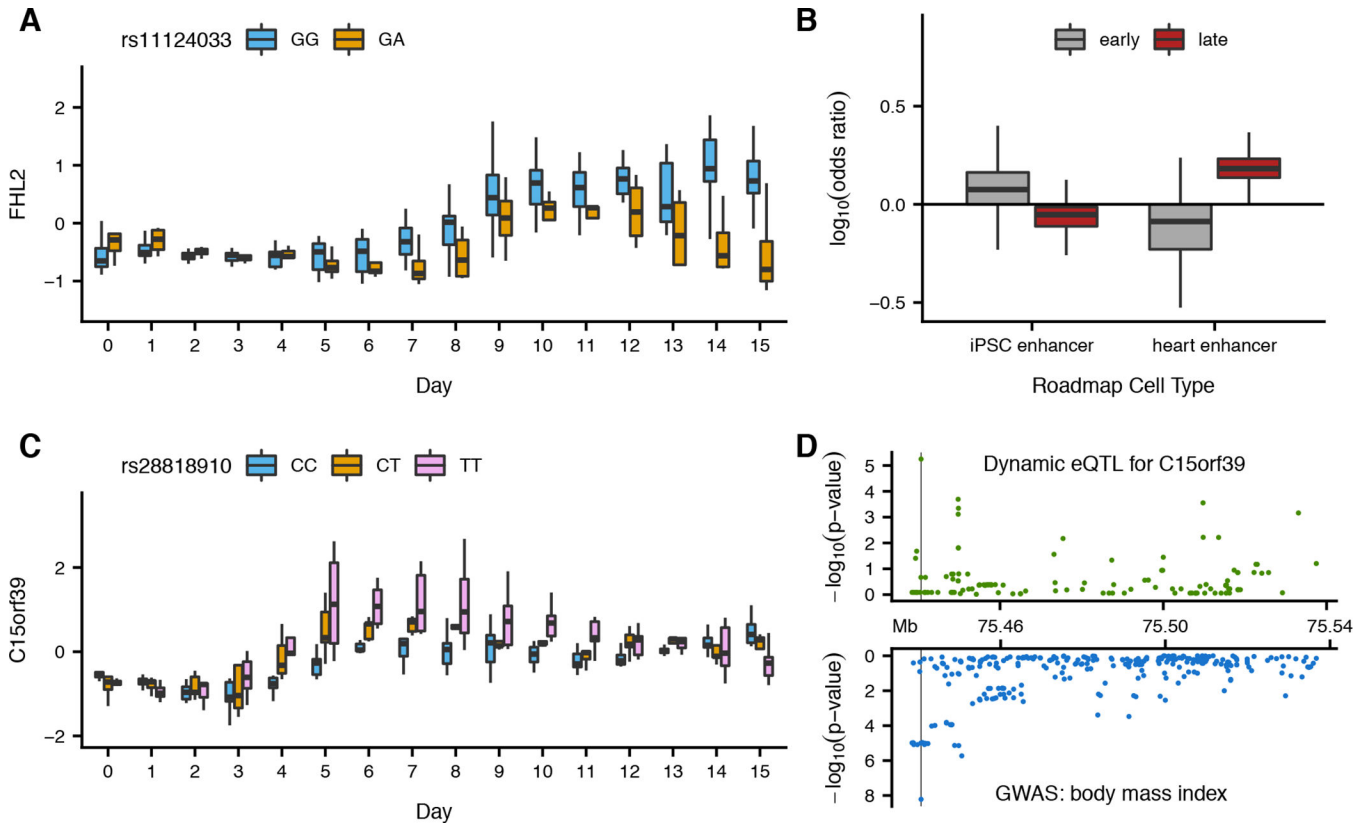 A
rs11124033 GG GA
FHL2
2
1
0
−1
0 1 2 3 4 5 6 7 8 9 10 11 12 13 14 15
Day
B
early late
log10(odds ratio)
0.5
0.0
−0.5
iPSC enhancer heart enhancer
Roadmap Cell Type
C
rs28818910 CC CT TT
C15orf39
2
0
−2
0 1 2 3 4 5 6 7 8 9 10 11 12 13 14 15
Day
D
Dynamic eQTL for C15orf39
−log10(p−value)
5
4
3
2
1
0
Mb 75.46 75.50 75.54
−log10(p−value)
0
2
4
6
8
GWAS: body mass index